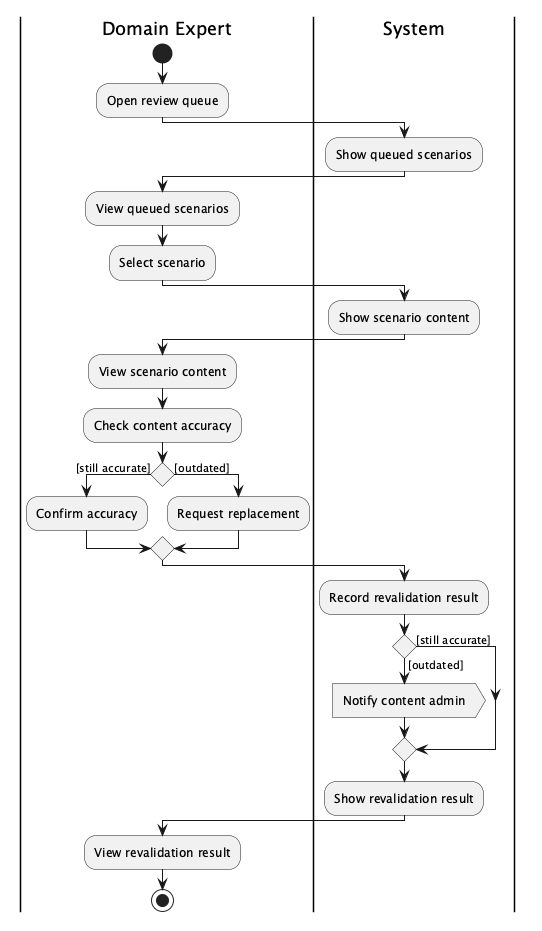 Domain Expert
System
Open review queue
Show queued scenarios
View queued scenarios
Select scenario
Show scenario content
View scenario content
Check content accuracy
[still accurate]
[outdated]
Confirm accuracy
Request replacement
Record revalidation result
[still accurate]
[outdated]
Notify content admin
Show revalidation result
View revalidation result